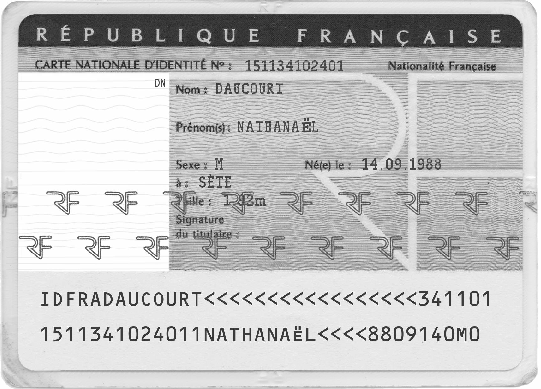 RÉPUBLIQUE FRANÇAISE
CARTE NATIONALE D'IDENTITÉ Nº : 151134102401 Nationalité Française
DN
Nom : DAUCOURT
Prénom(s) : NATHANAËL
Sexe : M Né(e) le : 14.09.1988
à : SÈTE
Taille : 1,93m
Signature
du titulaire :
RF RF RF RF RF RF RF RF
RF RF RF RF RF RF RF RF
IDFRADAUCOURT<<<<<<<<<<<<<<<<<341101
1511341024011NATHANAËL<<<<8809140M0